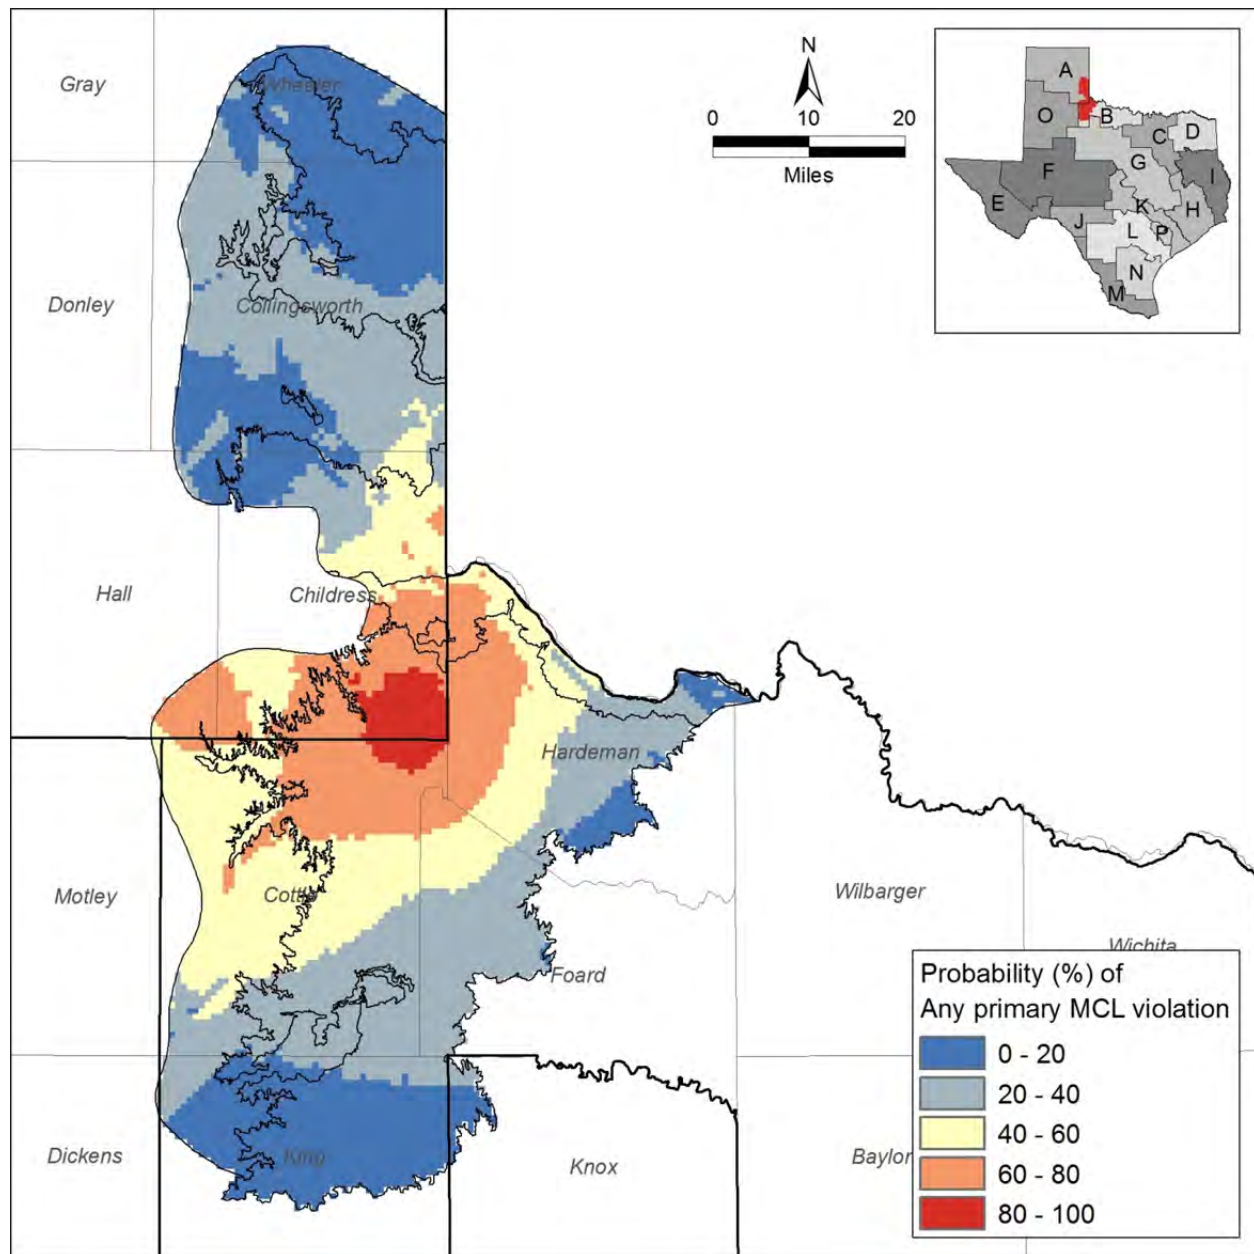 Gray
Wheeler
N
0 10 20
Miles
A
O
B
C
D
F
G
I
E
J
K
H
L
P
N
M
Donley
Collingsworth
Hall
Childress
Hardeman
Motley
Cottle
Wilbarger
Wichita
Foard
Dickens
King
Knox
Baylor
Probability (%) of
Any primary MCL violation
0 - 20
20 - 40
40 - 60
60 - 80
80 - 100